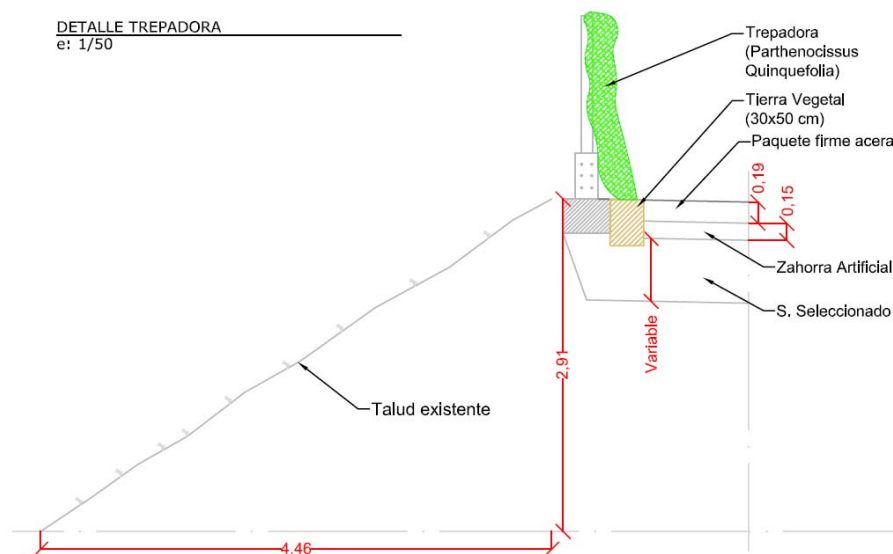 DETALLE TREPADORA
e: 1/50
Trepadora
(Parthenocissus
Quinquefolia)
Tierra Vegetal
(30x50 cm)
Paquete firme acera
0,19
0,15
Zahorra Artificial
S. Seleccionado
Variable
2,91
Talud existente
4.46